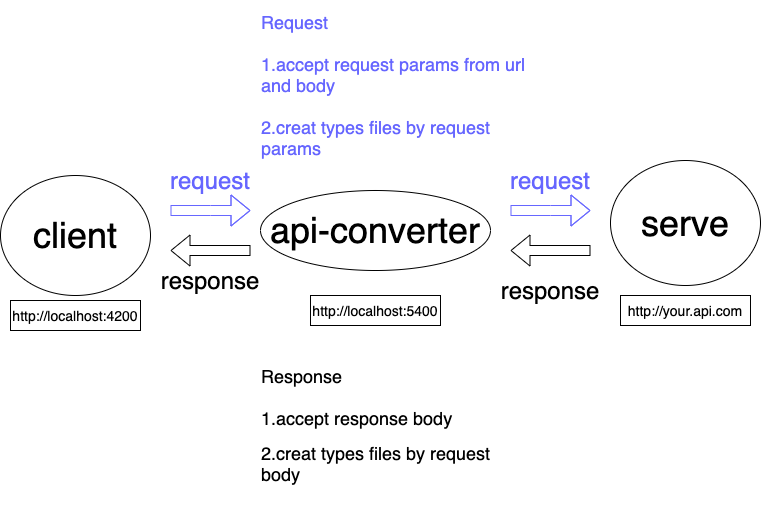 Request
1.accept request params from url
and body
2.creat types files by request
params
request
request
client
api-converter
serve
response
response
http://localhost:4200
http://localhost:5400
http://your.api.com
Response
1.accept response body
2.creat types files by request
body